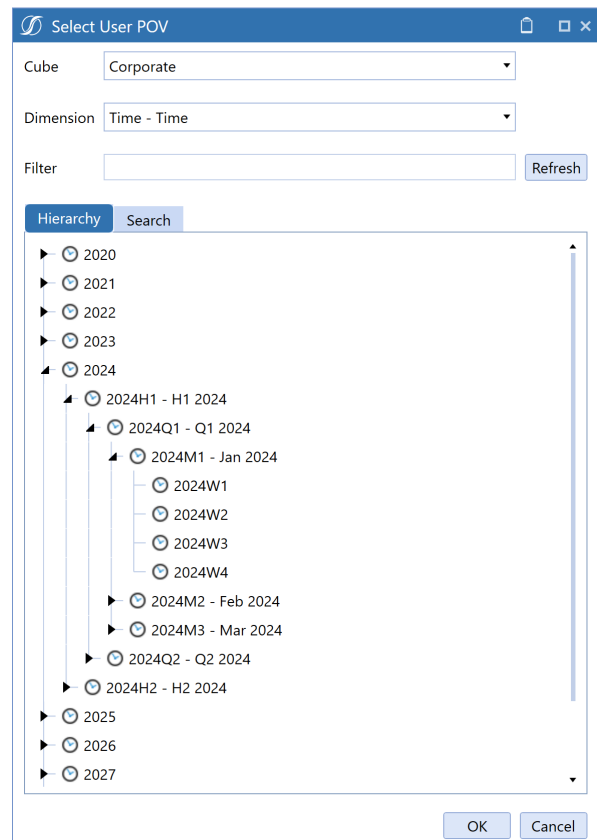 Select User POV
Cube Corporate
Dimension Time - Time
Filter Refresh
Hierarchy Search
2020
2021
2022
2023
2024
2024H1 - H1 2024
2024Q1 - Q1 2024
2024M1 - Jan 2024
2024W1
2024W2
2024W3
2024W4
2024M2 - Feb 2024
2024M3 - Mar 2024
2024Q2 - Q2 2024
2024H2 - H2 2024
2025
2026
2027
OK Cancel